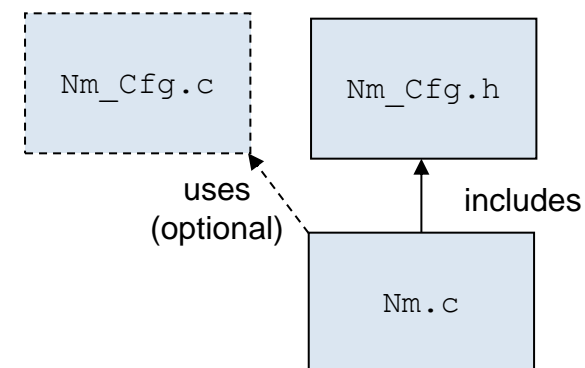 Nm_Cfg.c
Nm_Cfg.h
uses
(optional)
includes
Nm.c